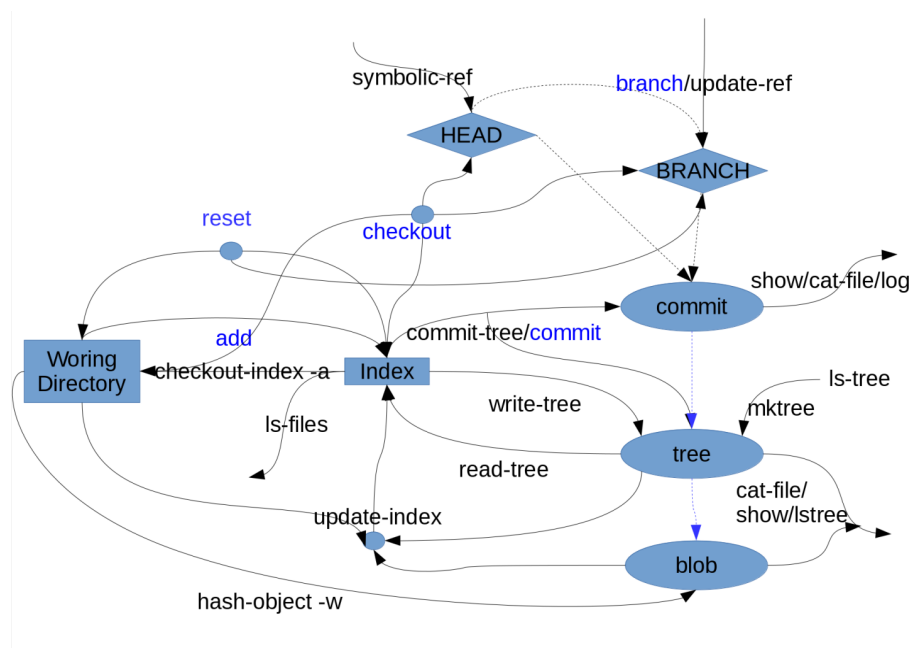 symbolic-ref
branch/update-ref
HEAD
BRANCH
reset
checkout
show/cat-file/log
commit
add
commit-tree/commit
Woring
Directory
checkout-index -a
Index
ls-tree
write-tree
mktree
ls-files
tree
read-tree
cat-file/
show/lstree
update-index
blob
hash-object -w